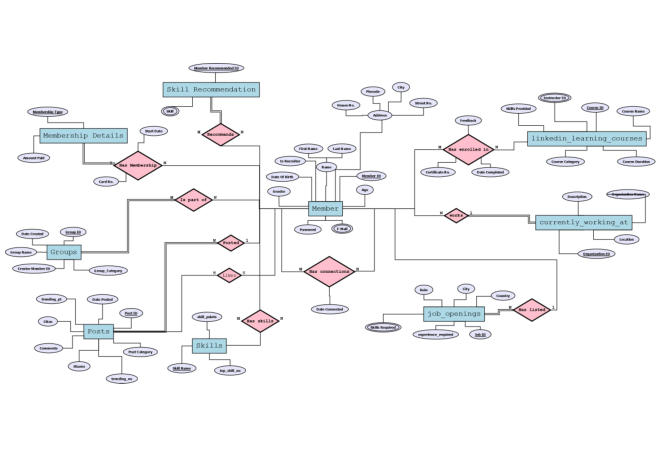 Member Recommended ID
Skill Recommendation
Skill
Recommends
Membership Type
Membership Details
Amount Paid
Start Date
Has Membership
Card No.
Is part of
Date Created
Group ID
Group Name
Groups
Creator Member ID
Group_Category
Posted
Likes
trending_pt
Date Posted
Post ID
Likes
Posts
Comments
Post Category
Shares
trending_no
skill_points
Has skills
Skills
Skill Name
top_skill_no
City
Pincode
House No.
Street No.
Address
First Name
Last Name
Name
Is Recruiter
Date Of Birth
Member ID
Gender
Age
Member
Password
E Mail
Has connections
Date Connected
Feedback
Has enrolled in
Certificate No.
Date Completed
Instructor ID
Skills Provided
Course ID
Course Name
linkedin_learning_courses
Course Category
Course Duration
Works
Description
Organization Name
currently_working_at
Location
Organization ID
Role
City
Country
job_openings
Skills Required
experience_required
Job ID
Has listed